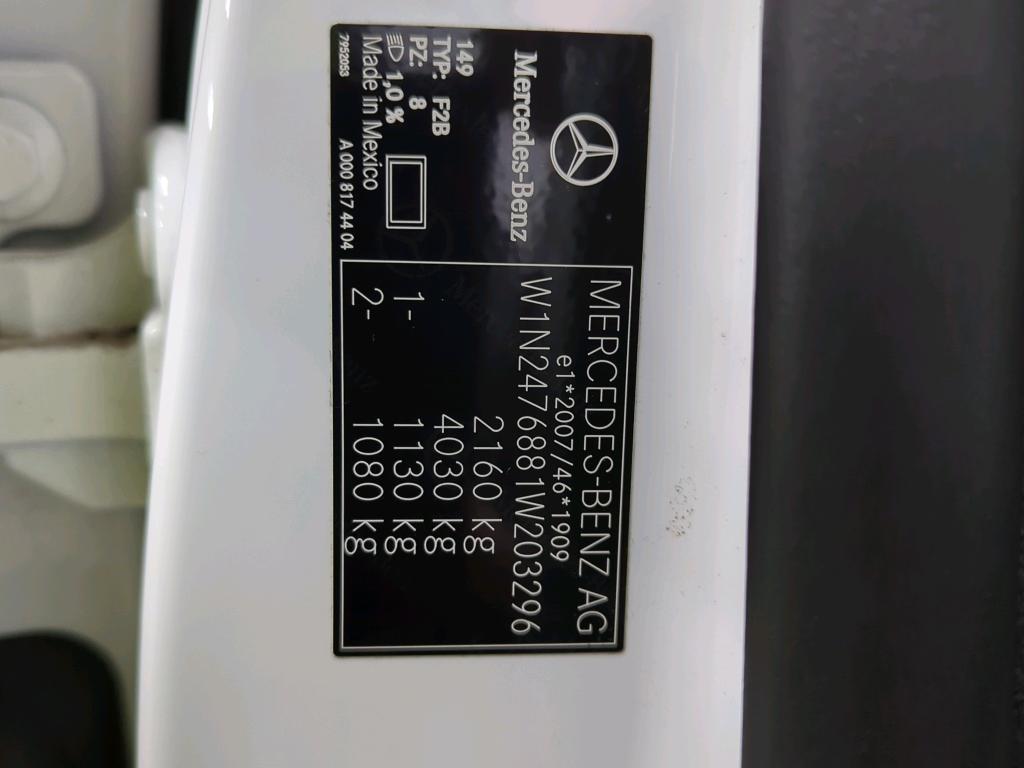 Mercedes-Benz
149
TYP: F2B
PZ: 8
1,0 %
Made in Mexico
7952053
A 000 817 44 04
MERCEDES-BENZ AG
e1*2007/46*1909
W1N2476881W203296
2160 kg
4030 kg
1- 1130 kg
2- 1080 kg